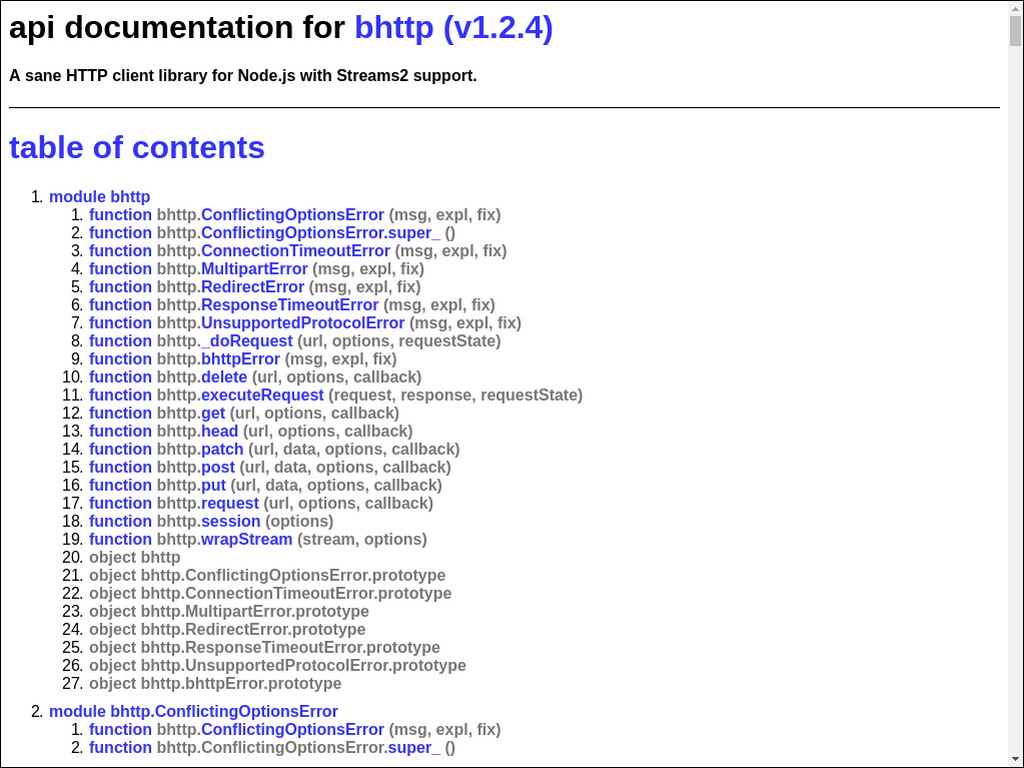 api documentation for bhttp (v1.2.4)
A sane HTTP client library for Node.js with Streams2 support.
table of contents
1. module bhttp
1. function bhttp.ConflictingOptionsError (msg, expl, fix)
2. function bhttp.ConflictingOptionsError.super_ ()
3. function bhttp.ConnectionTimeoutError (msg, expl, fix)
4. function bhttp.MultipartError (msg, expl, fix)
5. function bhttp.RedirectError (msg, expl, fix)
6. function bhttp.ResponseTimeoutError (msg, expl, fix)
7. function bhttp.UnsupportedProtocolError (msg, expl, fix)
8. function bhttp._doRequest (url, options, requestState)
9. function bhttp.bhttpError (msg, expl, fix)
10. function bhttp.delete (url, options, callback)
11. function bhttp.executeRequest (request, response, requestState)
12. function bhttp.get (url, options, callback)
13. function bhttp.head (url, options, callback)
14. function bhttp.patch (url, data, options, callback)
15. function bhttp.post (url, data, options, callback)
16. function bhttp.put (url, data, options, callback)
17. function bhttp.request (url, options, callback)
18. function bhttp.session (options)
19. function bhttp.wrapStream (stream, options)
20. object bhttp
21. object bhttp.ConflictingOptionsError.prototype
22. object bhttp.ConnectionTimeoutError.prototype
23. object bhttp.MultipartError.prototype
24. object bhttp.RedirectError.prototype
25. object bhttp.ResponseTimeoutError.prototype
26. object bhttp.UnsupportedProtocolError.prototype
27. object bhttp.bhttpError.prototype
2. module bhttp.ConflictingOptionsError
1. function bhttp.ConflictingOptionsError (msg, expl, fix)
2. function bhttp.ConflictingOptionsError.super_ ()